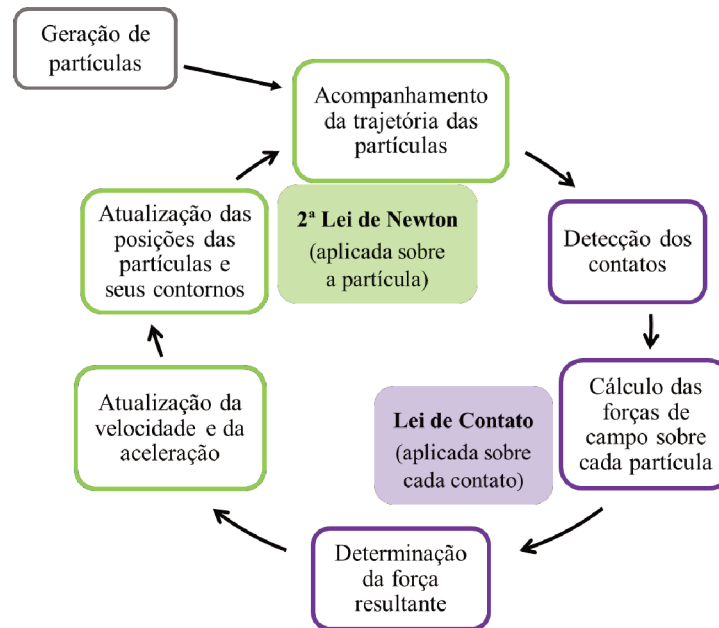 Geração de
partículas
Acompanhamento
da trajetória das
partículas
Atualização das
posições das
partículas e
seus contornos
2ª Lei de Newton
(aplicada sobre
a partícula)
Detecção dos
contatos
Atualização da
velocidade e da
aceleração
Lei de Contato
(aplicada sobre
cada contato)
Cálculo das
forças de
campo sobre
cada partícula
Determinação
da força
resultante